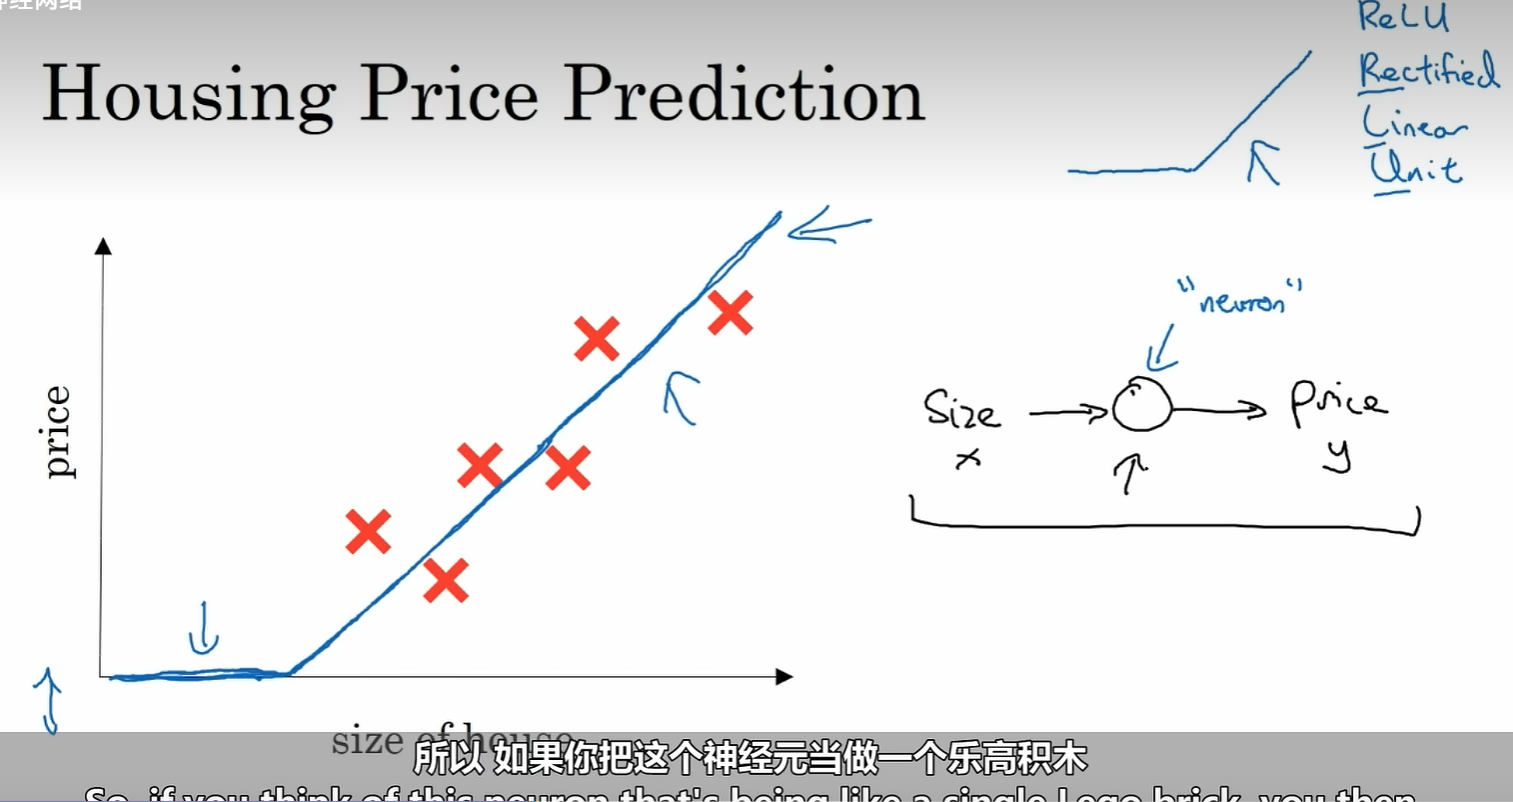 神经网络
Housing Price Prediction
ReLU
Rectified
Linear
Unit
price
size of house
"neuron"
Size
x
Price
y
所以 如果你把这个神经元当做一个乐高积木
So, if you think of this neuron that's being like a single Lego brick, you then